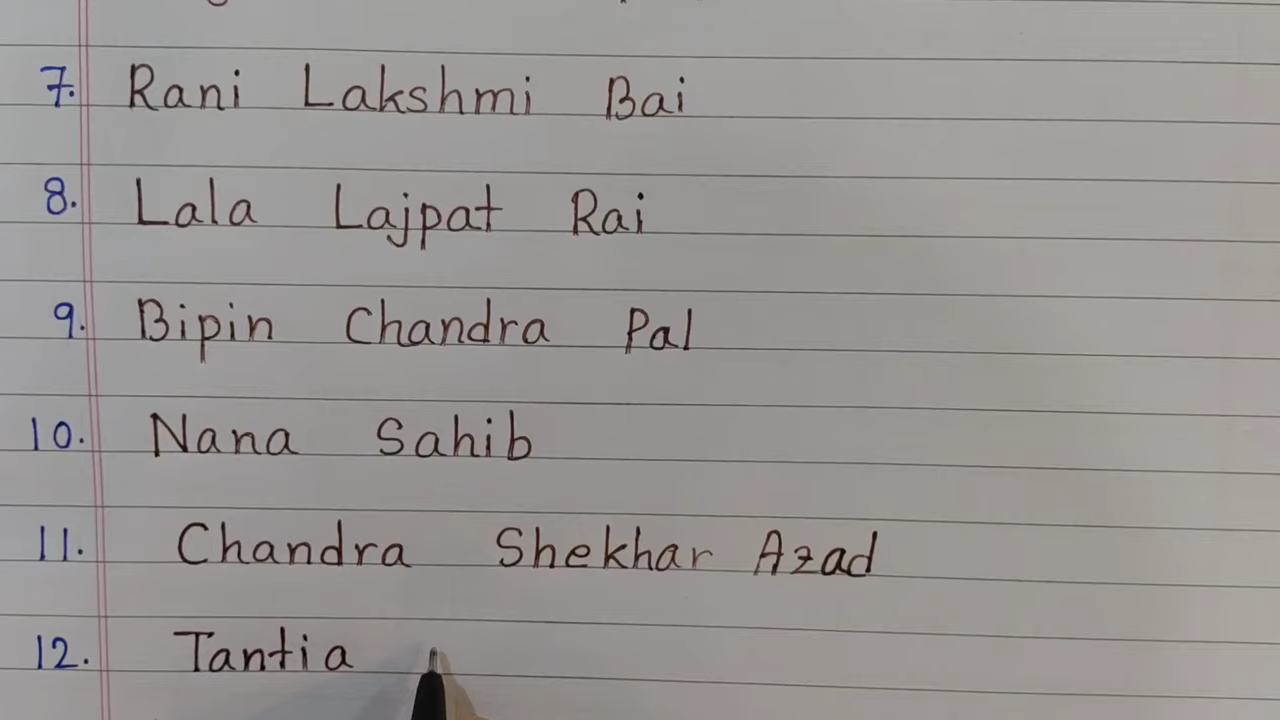 7. Rani Lakshmi Bai
8. Lala Lajpat Rai
9. Bipin Chandra Pal
10. Nana Sahib
11. Chandra Shekhar Azad
12. Tantia